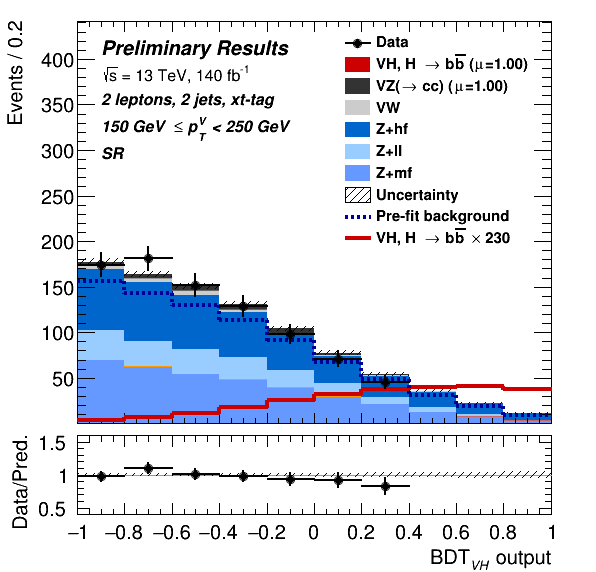 Events / 0.2
400
350
300
250
200
150
100
50
Preliminary Results
√s = 13 TeV, 140 fb⁻¹
2 leptons, 2 jets, xt-tag
150 GeV ≤ p_T^V < 250 GeV
SR
Data
VH, H → bb̅ (μ=1.00)
VZ(→ cc) (μ=1.00)
VW
Z+hf
Z+ll
Z+mf
Uncertainty
Pre-fit background
VH, H → bb̅ × 230
Data/Pred.
1.5
1
0.5
−1 −0.8 −0.6 −0.4 −0.2 0 0.2 0.4 0.6 0.8 1
BDT_VH output